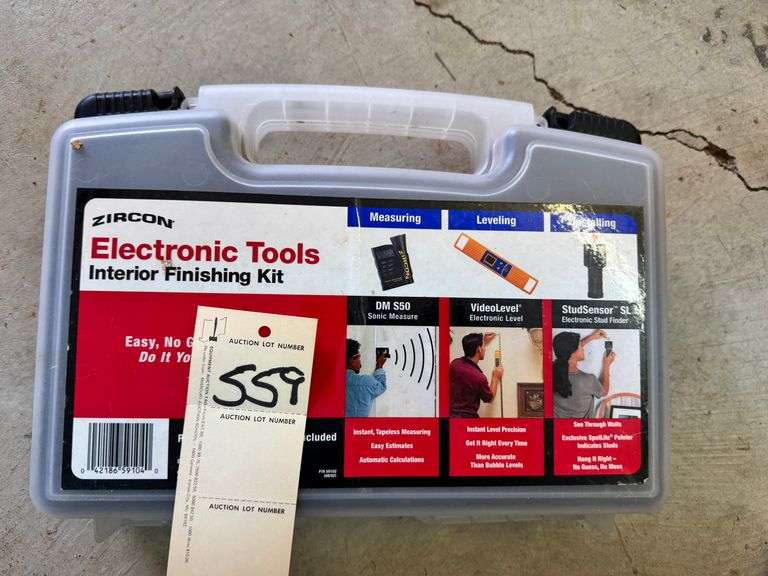 ZIRCON
Electronic Tools
Interior Finishing Kit
Measuring
Leveling
DM S50
Sonic Measure
VideoLevel®
Electronic Level
StudSensor™ SL
Electronic Stud Finder
Easy, No G
Do It Yo
Instant, Tapeless Measuring
Easy Estimates
Automatic Calculations
Instant Level Precision
Get It Right Every Time
More Accurate
Than Bubble Levels
See Through Walls
Exclusive SpotLite® Pointer
Indicates Studs
Hang It Right –
No Guess, No Mess
included
0 42186 59104 0
AUCTION LOT NUMBER
559
AUCTION LOT NUMBER
AUCTION LOT NUMBER